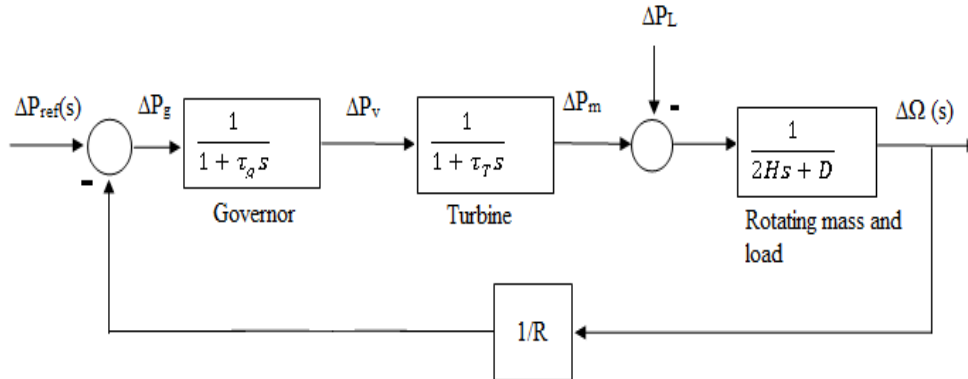 ΔP_L
ΔP_ref(s)
ΔP_g
ΔP_v
ΔP_m
ΔΩ (s)
-
-
1
1 + τ_g s
1
1 + τ_T s
1
2Hs + D
Governor
Turbine
Rotating mass and
load
1/R